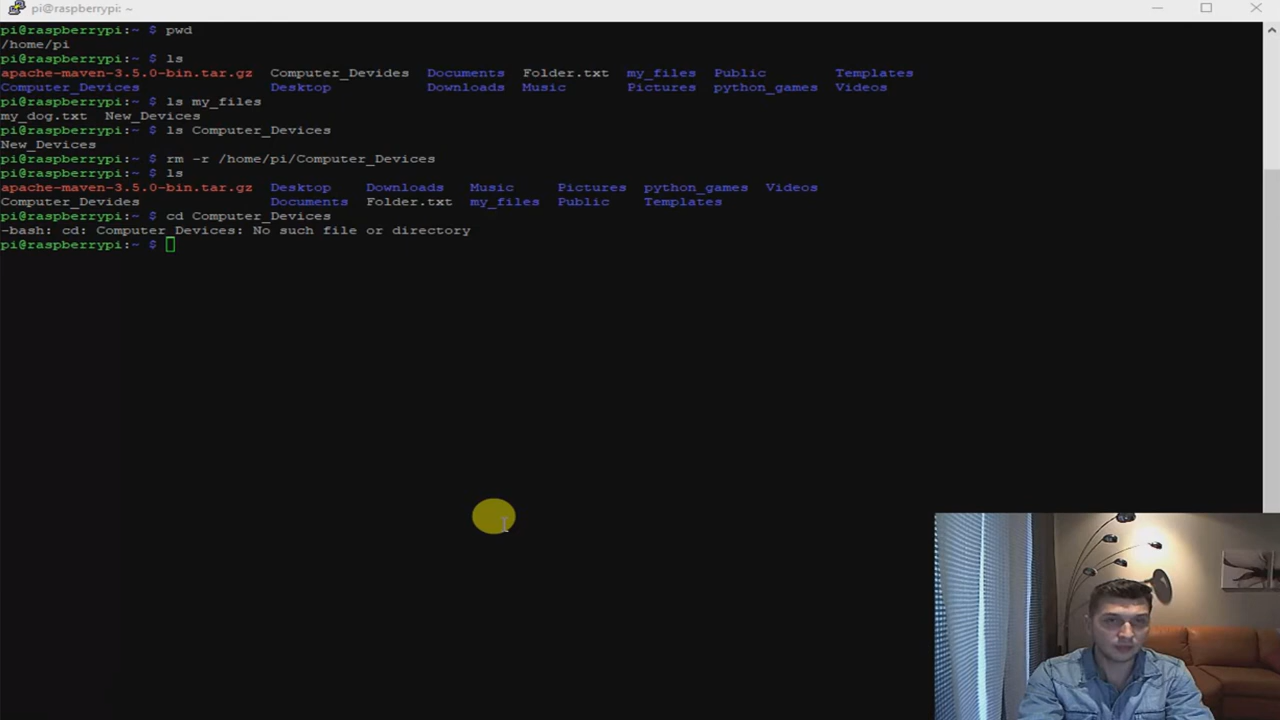 pi@raspberrypi: ~
pi@raspberrypi:~ $ pwd
/home/pi
pi@raspberrypi:~ $ ls
apache-maven-3.5.0-bin.tar.gz Computer_Devides Documents Folder.txt my_files Public Templates
Computer_Devices Desktop Downloads Music Pictures python_games Videos
pi@raspberrypi:~ $ ls my_files
my_dog.txt New_Devices
pi@raspberrypi:~ $ ls Computer_Devices
New_Devices
pi@raspberrypi:~ $ rm -r /home/pi/Computer_Devices
pi@raspberrypi:~ $ ls
apache-maven-3.5.0-bin.tar.gz Desktop Downloads Music Pictures python_games Videos
Computer_Devides Documents Folder.txt my_files Public Templates
pi@raspberrypi:~ $ cd Computer_Devices
-bash: cd: Computer_Devices: No such file or directory
pi@raspberrypi:~ $